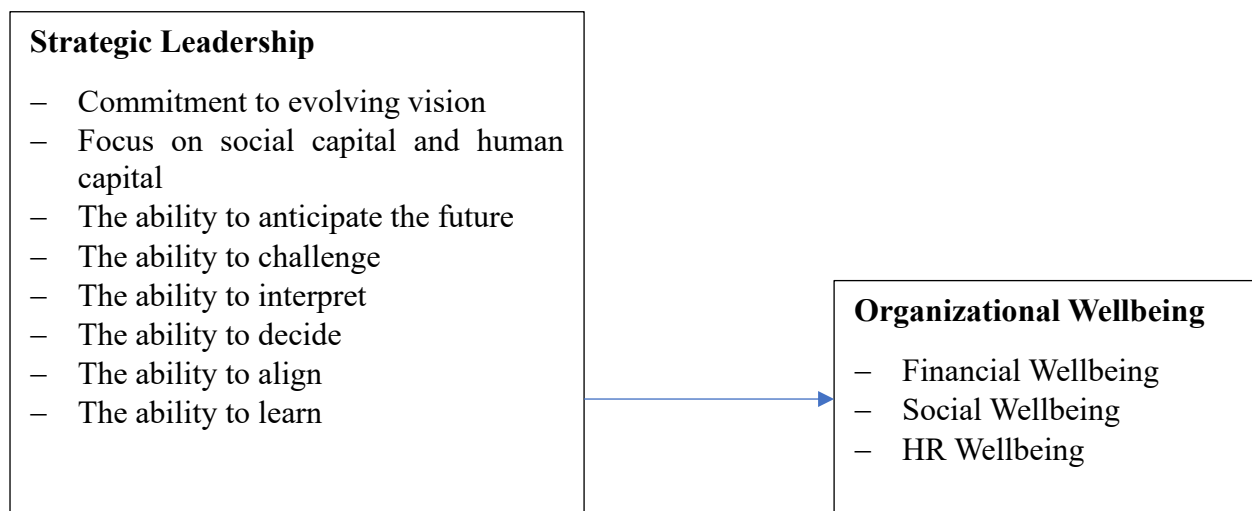 Strategic Leadership
– Commitment to evolving vision
– Focus on social capital and human
capital
– The ability to anticipate the future
– The ability to challenge
– The ability to interpret
– The ability to decide
– The ability to align
– The ability to learn
Organizational Wellbeing
– Financial Wellbeing
– Social Wellbeing
– HR Wellbeing